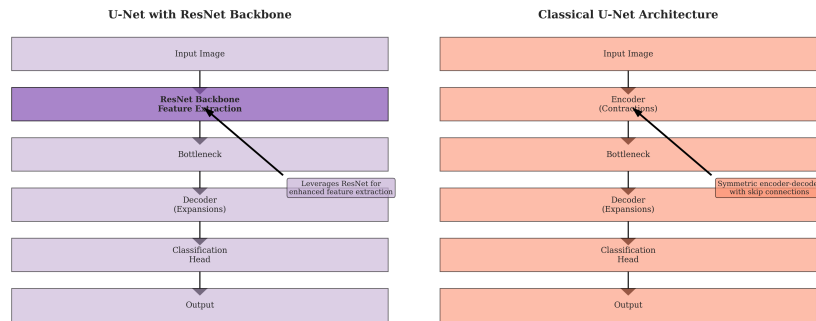 U-Net with ResNet Backbone
Input Image
ResNet Backbone
Feature Extraction
Bottleneck
Leverages ResNet for
enhanced feature extraction
Decoder
(Expansions)
Classification
Head
Output
Classical U-Net Architecture
Input Image
Encoder
(Contractions)
Bottleneck
Symmetric encoder-decode
with skip connections
Decoder
(Expansions)
Classification
Head
Output